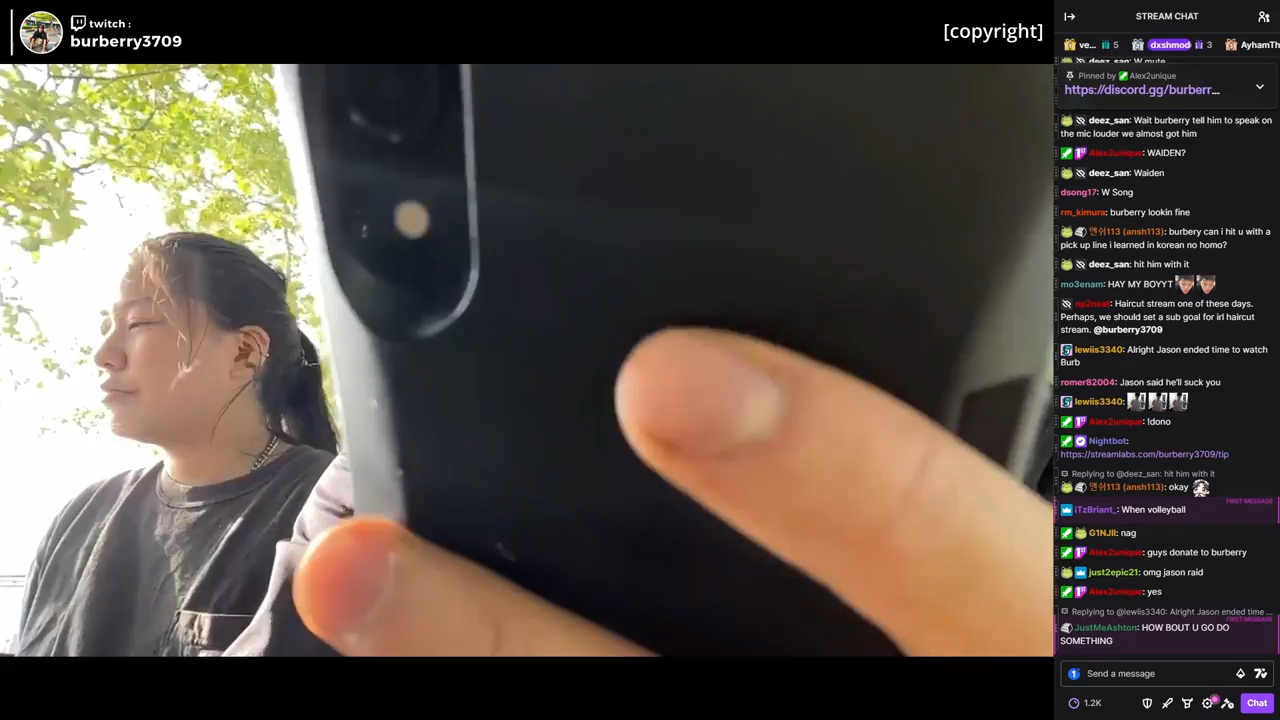 twitch :
burberry3709
[copyright]
STREAM CHAT
ve... 5 dxshmod 3 AyhamTh
deez_san: W mute
Pinned by Alex2unique
https://discord.gg/burberr...
deez_san: Wait burberry tell him to speak on
the mic louder we almost got him
Alex2unique: WAIDEN?
deez_san: Waiden
dsong17: W Song
rm_kimura: burberry lookin fine
앤쉬113 (ansh113): burbery can i hit u with a
pick up line i learned in korean no homo?
deez_san: hit him with it
mo3enam: HAY MY BOYYT
np2neat: Haircut stream one of these days.
Perhaps, we should set a sub goal for irl haircut
stream. @burberry3709
lewiis3340: Alright Jason ended time to watch
Burb
romer82004: Jason said he'll suck you
lewiis3340:
Alex2unique: !dono
Nightbot:
https://streamlabs.com/burberry3709/tip
Replying to @deez_san: hit him with it
앤쉬113 (ansh113): okay
FIRST MESSAGE
ITzBriant_: When volleyball
G1NJII: nag
Alex2unique: guys donate to burberry
just2epic21: omg jason raid
Alex2unique: yes
Replying to @lewiis3340: Alright Jason ended time ...
FIRST MESSAGE
JustMeAshton: HOW BOUT U GO DO
SOMETHING
1 Send a message
1.2K Chat